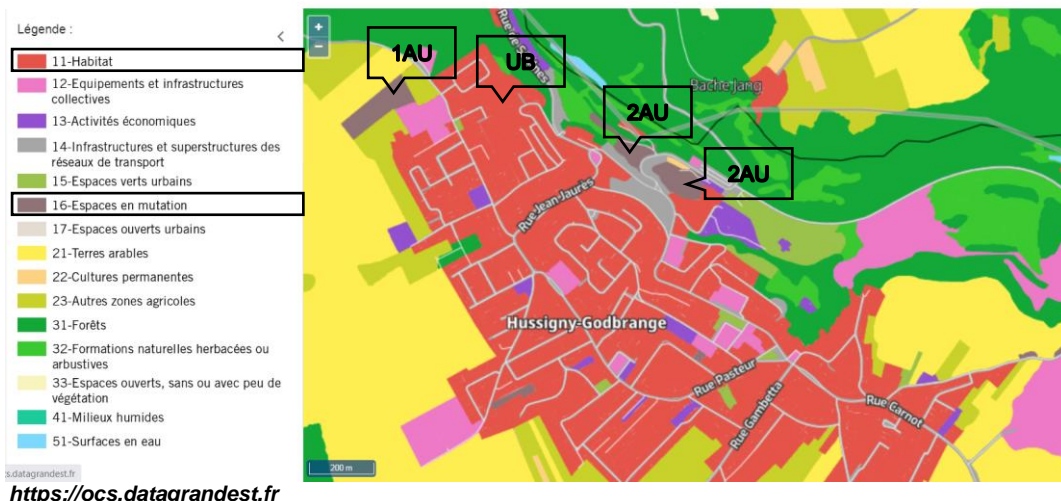 Légende :
11-Habitat
12-Equipements et infrastructures
collectives
13-Activités économiques
14-Infrastructures et superstructures des
réseaux de transport
15-Espaces verts urbains
16-Espaces en mutation
17-Espaces ouverts urbains
21-Terres arables
22-Cultures permanentes
23-Autres zones agricoles
31-Forêts
32-Formations naturelles herbacées ou
arbustives
33-Espaces ouverts, sans ou avec peu de
végétation
41-Milieux humides
51-Surfaces en eau
s.datagrandest.fr
https://ocs.datagrandest.fr
+
−
1AU
UB
2AU
2AU
Rue de
Bache Jang
Rue Jean Jaurès
Hussigny-Godbrange
Rue Pasteur
Rue Gambetta
Rue Carnot
200 m